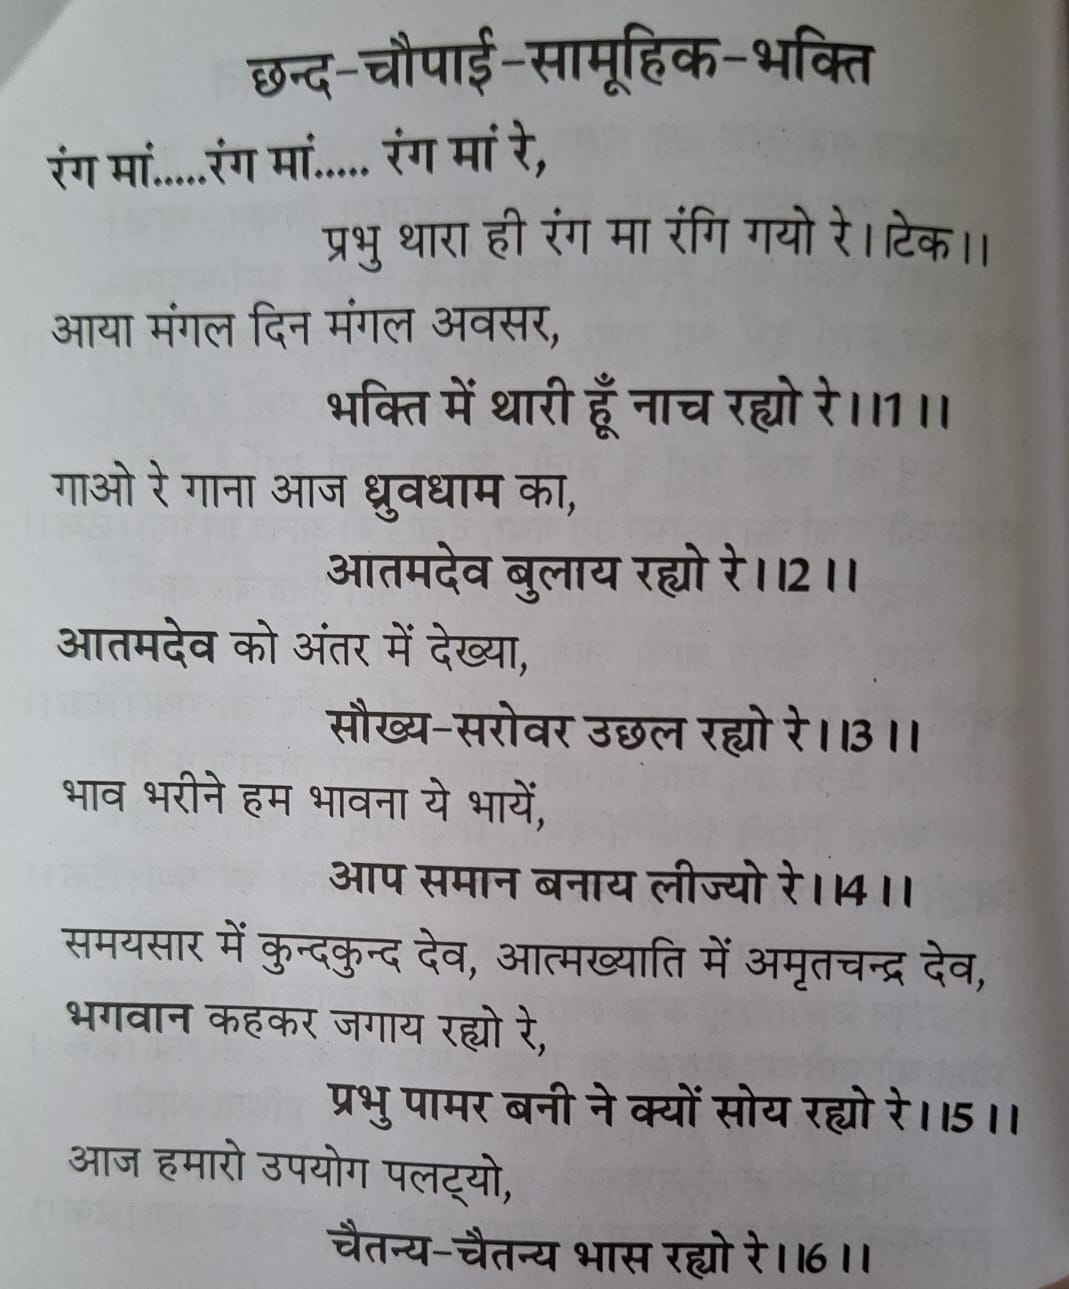 छन्द-चौपाई-सामूहिक-भक्ति
रंग मां.....रंग मां..... रंग मां रे,
प्रभु थारा ही रंग मा रंगि गयो रे।।टेक।।
आया मंगल दिन मंगल अवसर,
भक्ति में थारी हूँ नाच रह्यो रे।।1।।
गाओ रे गाना आज ध्रुवधाम का,
आतमदेव बुलाय रह्यो रे।।2।।
आतमदेव को अंतर में देख्या,
सौख्य-सरोवर उछल रह्यो रे।।3।।
भाव भरीने हम भावना ये भायें,
आप समान बनाय लीज्यो रे।।4।।
समयसार में कुन्दकुन्द देव, आत्मख्याति में अमृतचन्द्र देव,
भगवान कहकर जगाय रह्यो रे,
प्रभु पामर बनी ने क्यों सोय रह्यो रे।।5।।
आज हमारो उपयोग पलट्यो,
चैतन्य-चैतन्य भास रह्यो रे।।6।।